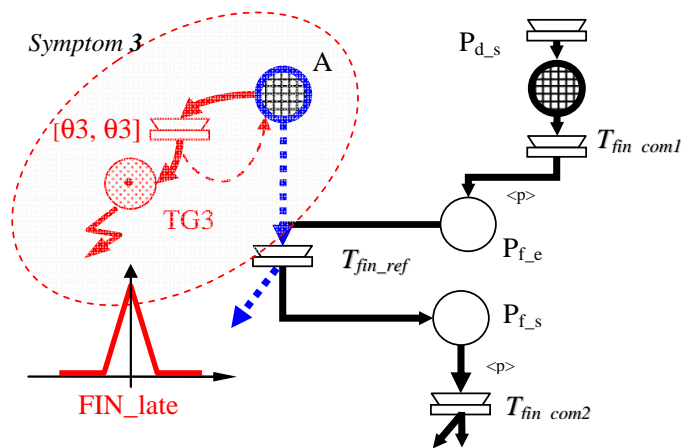 Symptom 3
A
P_d_s
[θ3, θ3]
T_fin com1
<p>
TG3
P_f_e
T_fin_ref
P_f_s
<p>
FIN_late
T_fin com2